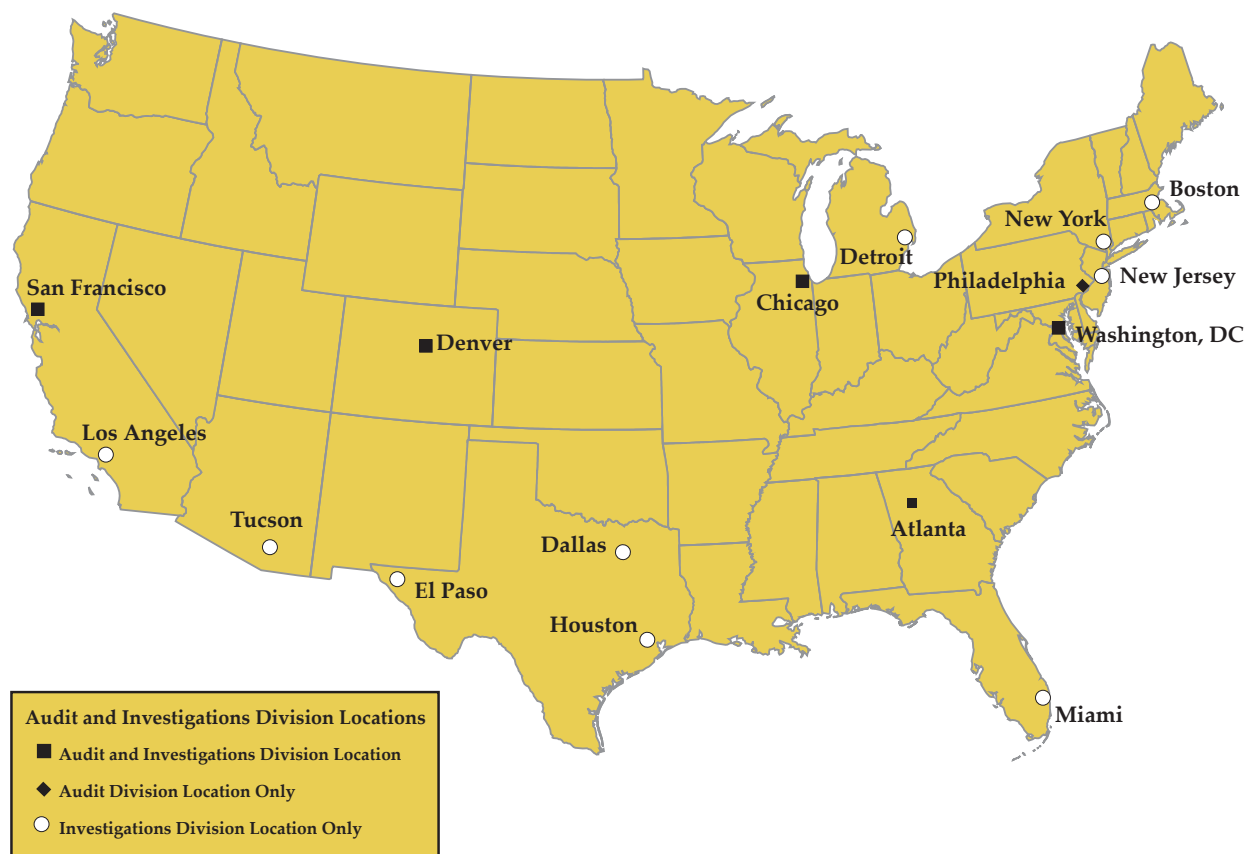 Boston
New York
Detroit
New Jersey
Philadelphia
San Francisco
Chicago
Washington, DC
Denver
Los Angeles
Tucson
Atlanta
Dallas
El Paso
Houston
Miami
Audit and Investigations Division Locations
Audit and Investigations Division Location
Audit Division Location Only
Investigations Division Location Only